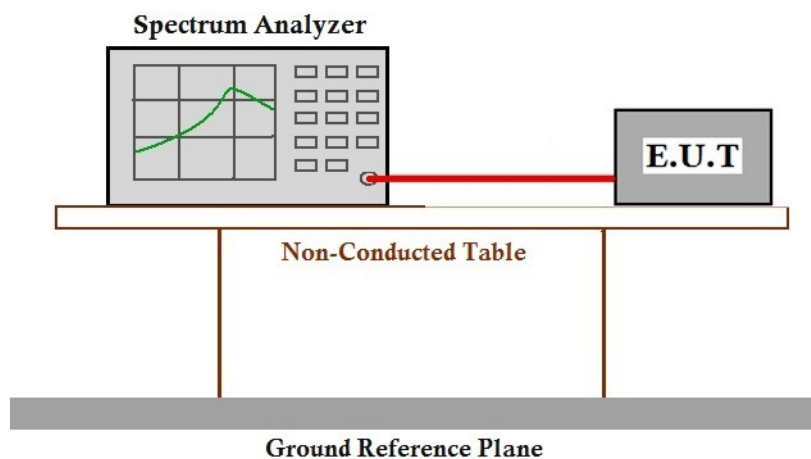 Spectrum Analyzer
E.U.T
Non-Conducted Table
Ground Reference Plane